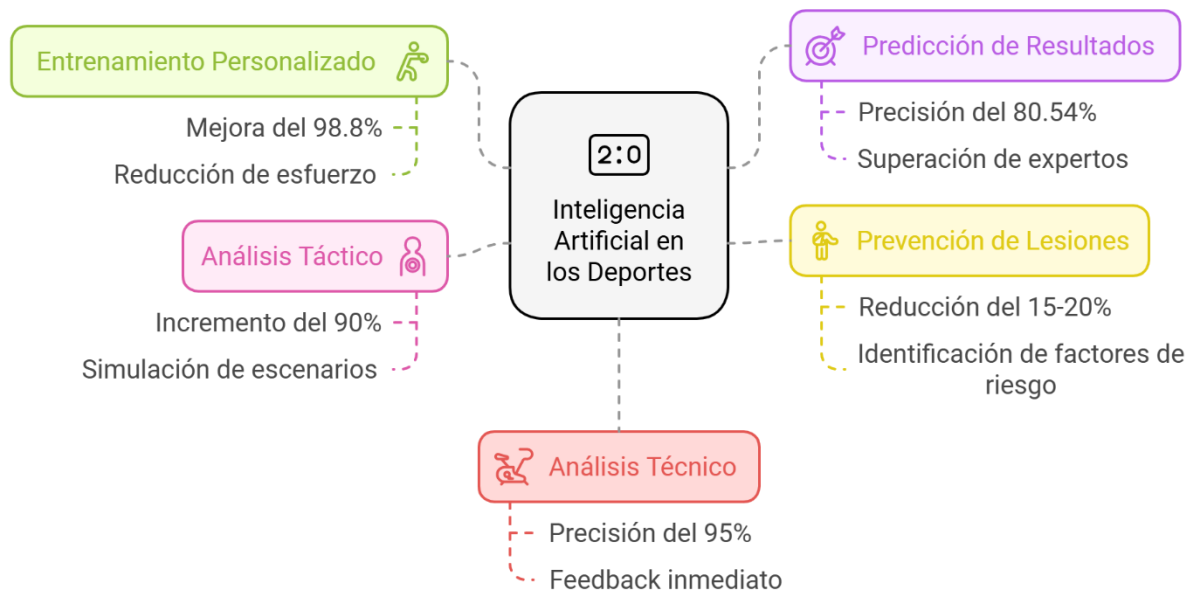 Entrenamiento Personalizado
Mejora del 98.8%
Reducción de esfuerzo
Análisis Táctico
Incremento del 90%
Simulación de escenarios
2:0
Inteligencia
Artificial en
los Deportes
Predicción de Resultados
Precisión del 80.54%
Superación de expertos
Prevención de Lesiones
Reducción del 15-20%
Identificación de factores de
riesgo
Análisis Técnico
Precisión del 95%
Feedback inmediato